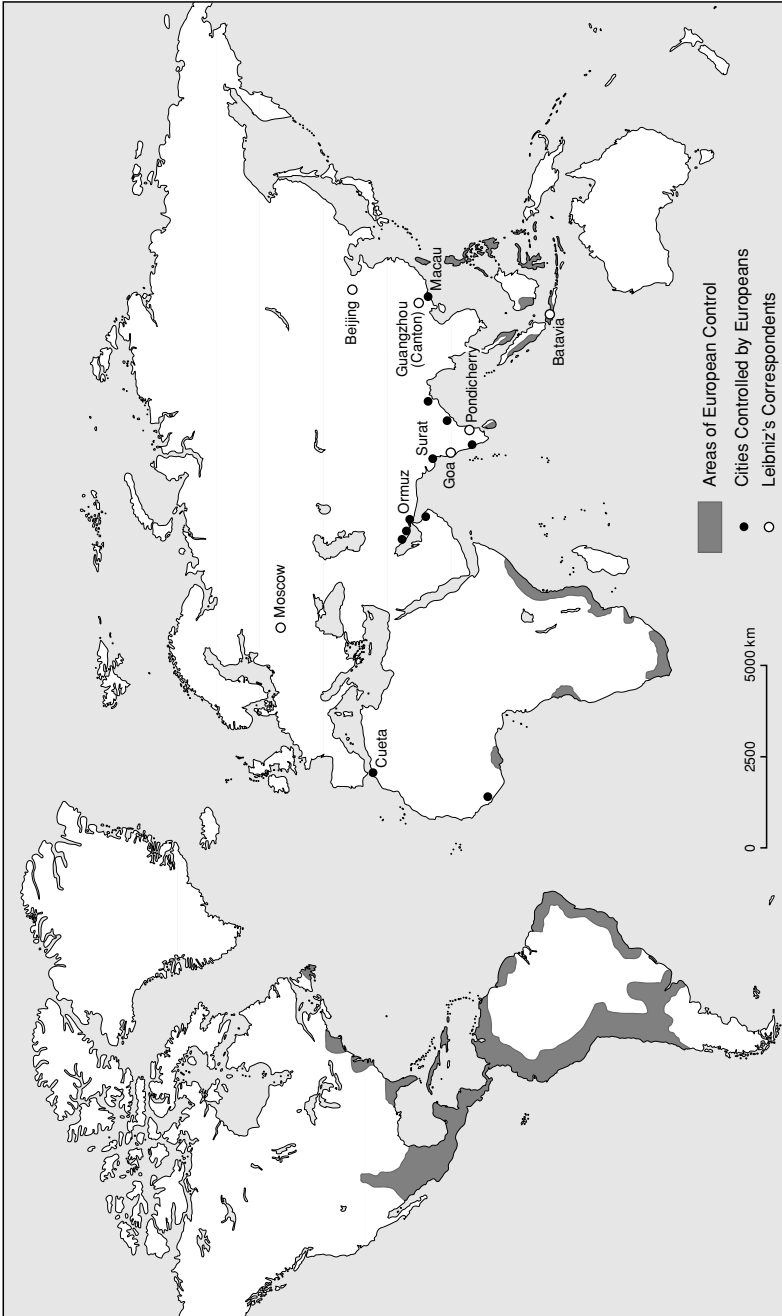 Moscow
Beijing
Guangzhou
(Canton)
Macau
Cueta
Ormuz
Surat
Goa
Pondicherry
Batavia
0 2500 5000 km
Areas of European Control
Cities Controlled by Europeans
Leibniz's Correspondents